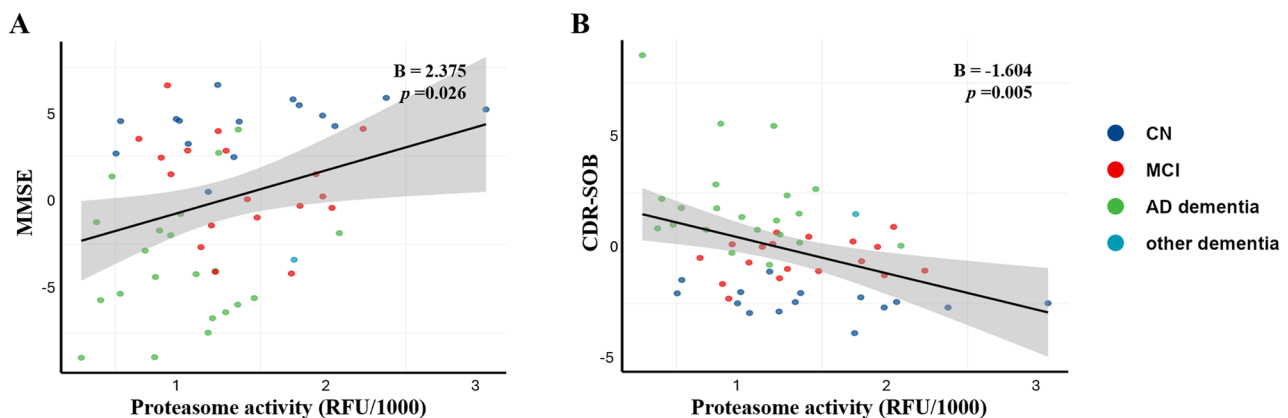 A
B = 2.375
p =0.026
5
0
-5
MMSE
1 2 3
Proteasome activity (RFU/1000)
B
B = -1.604
p =0.005
5
0
-5
CDR-SOB
1 2 3
Proteasome activity (RFU/1000)
CN
MCI
AD dementia
other dementia